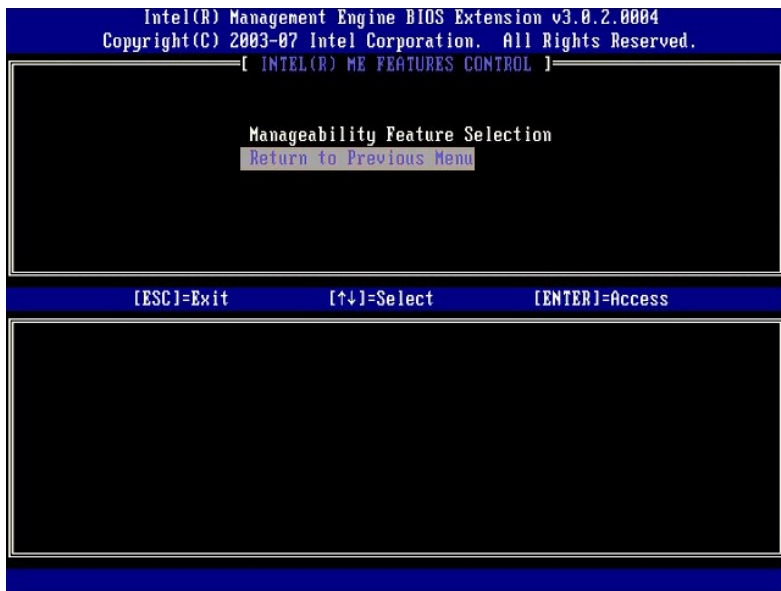 Intel(R) Management Engine BIOS Extension v3.0.2.0004
Copyright(C) 2003-07 Intel Corporation. All Rights Reserved.
[ INTEL(R) ME FEATURES CONTROL ]
Manageability Feature Selection
Return to Previous Menu
[ESC]=Exit [↑↓]=Select [ENTER]=Access